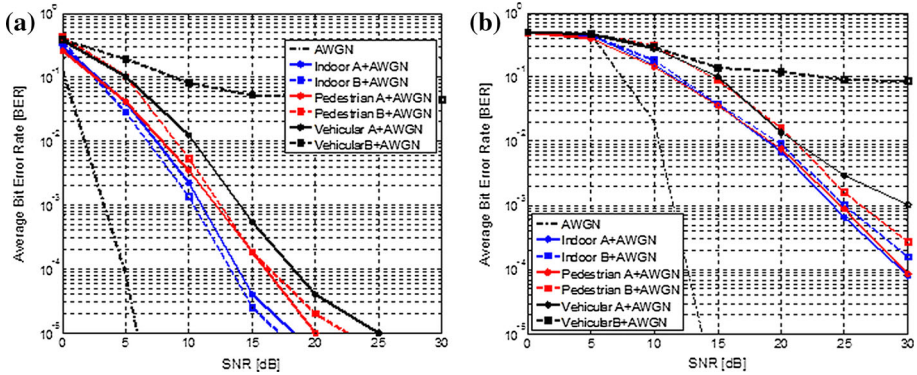 (a)
Average Bit Error Rate [BER]
10^0
10^-1
10^-2
10^-3
10^-4
10^-5
0 5 10 15 20 25 30
SNR [dB]
AWGN
Indoor A+AWGN
Indoor B+AWGN
Pedestrian A+AWGN
Pedestrian B+AWGN
Vehicular A+AWGN
VehicularB+AWGN
(b)
Average Bit Error Rate [BER]
10^0
10^-1
10^-2
10^-3
10^-4
10^-5
0 5 10 15 20 25 30
SNR [dB]
AWGN
Indoor A+AWGN
Indoor B+AWGN
Pedestrian A+AWGN
Pedestrian B+AWGN
Vehicular A+AWGN
VehicularB+AWGN